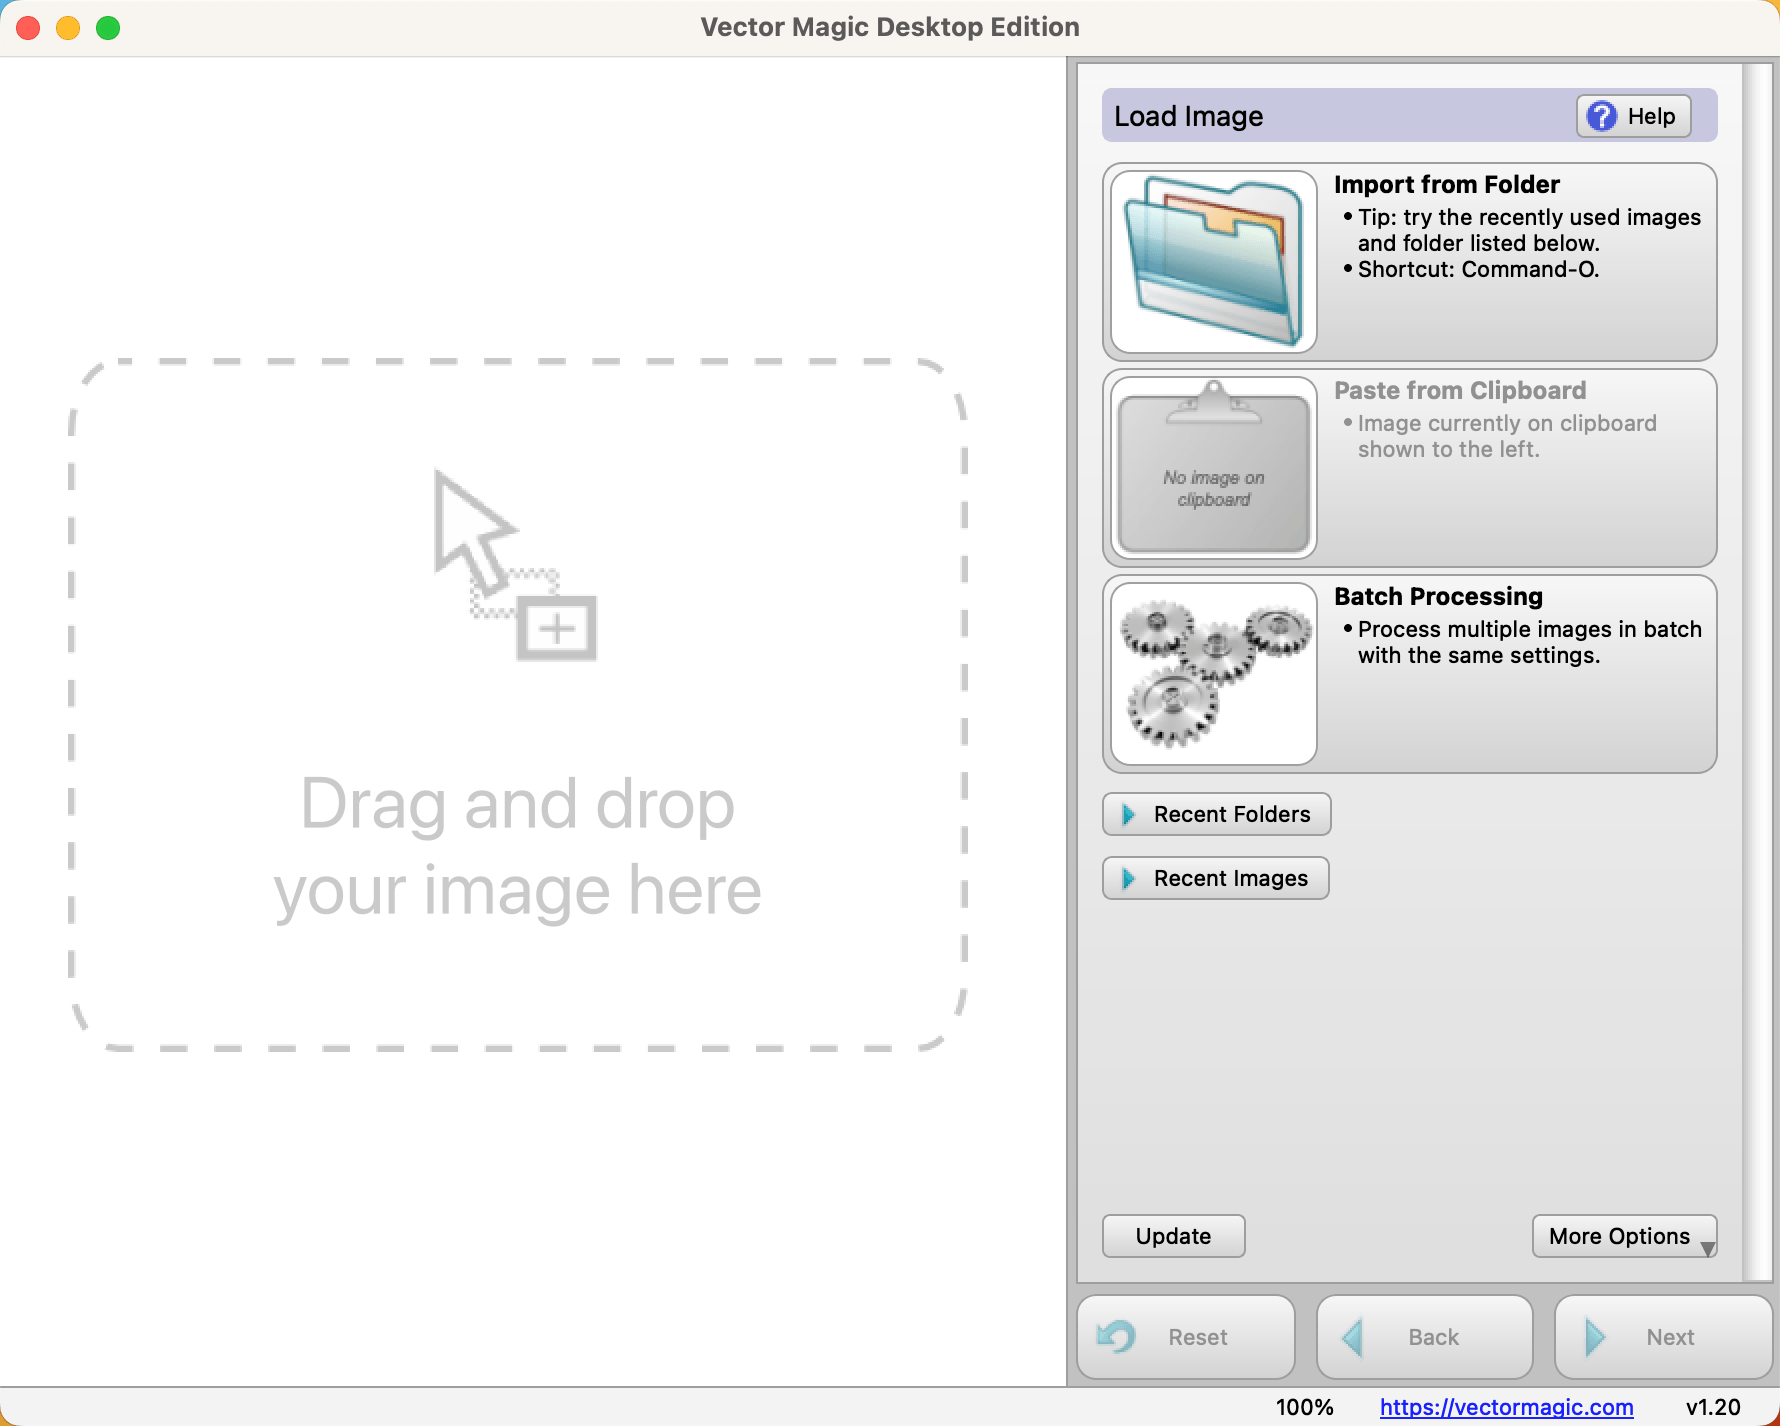 Vector Magic Desktop Edition
Drag and drop
your image here
Load Image
? Help
Import from Folder
• Tip: try the recently used images
and folder listed below.
• Shortcut: Command-O.
No image on
clipboard
Paste from Clipboard
• Image currently on clipboard
shown to the left.
Batch Processing
• Process multiple images in batch
with the same settings.
Recent Folders
Recent Images
Update
More Options
Reset
Back
Next
100%
https://vectormagic.com
v1.20